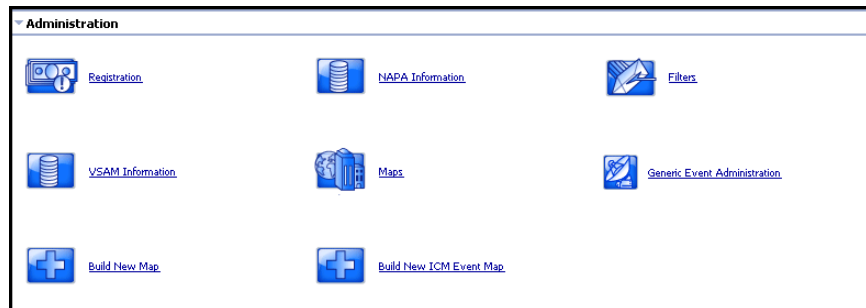 Administration
Registration
NAPA Information
Filters
VSAM Information
Maps
Generic Event Administration
Build New Map
Build New ICM Event Map